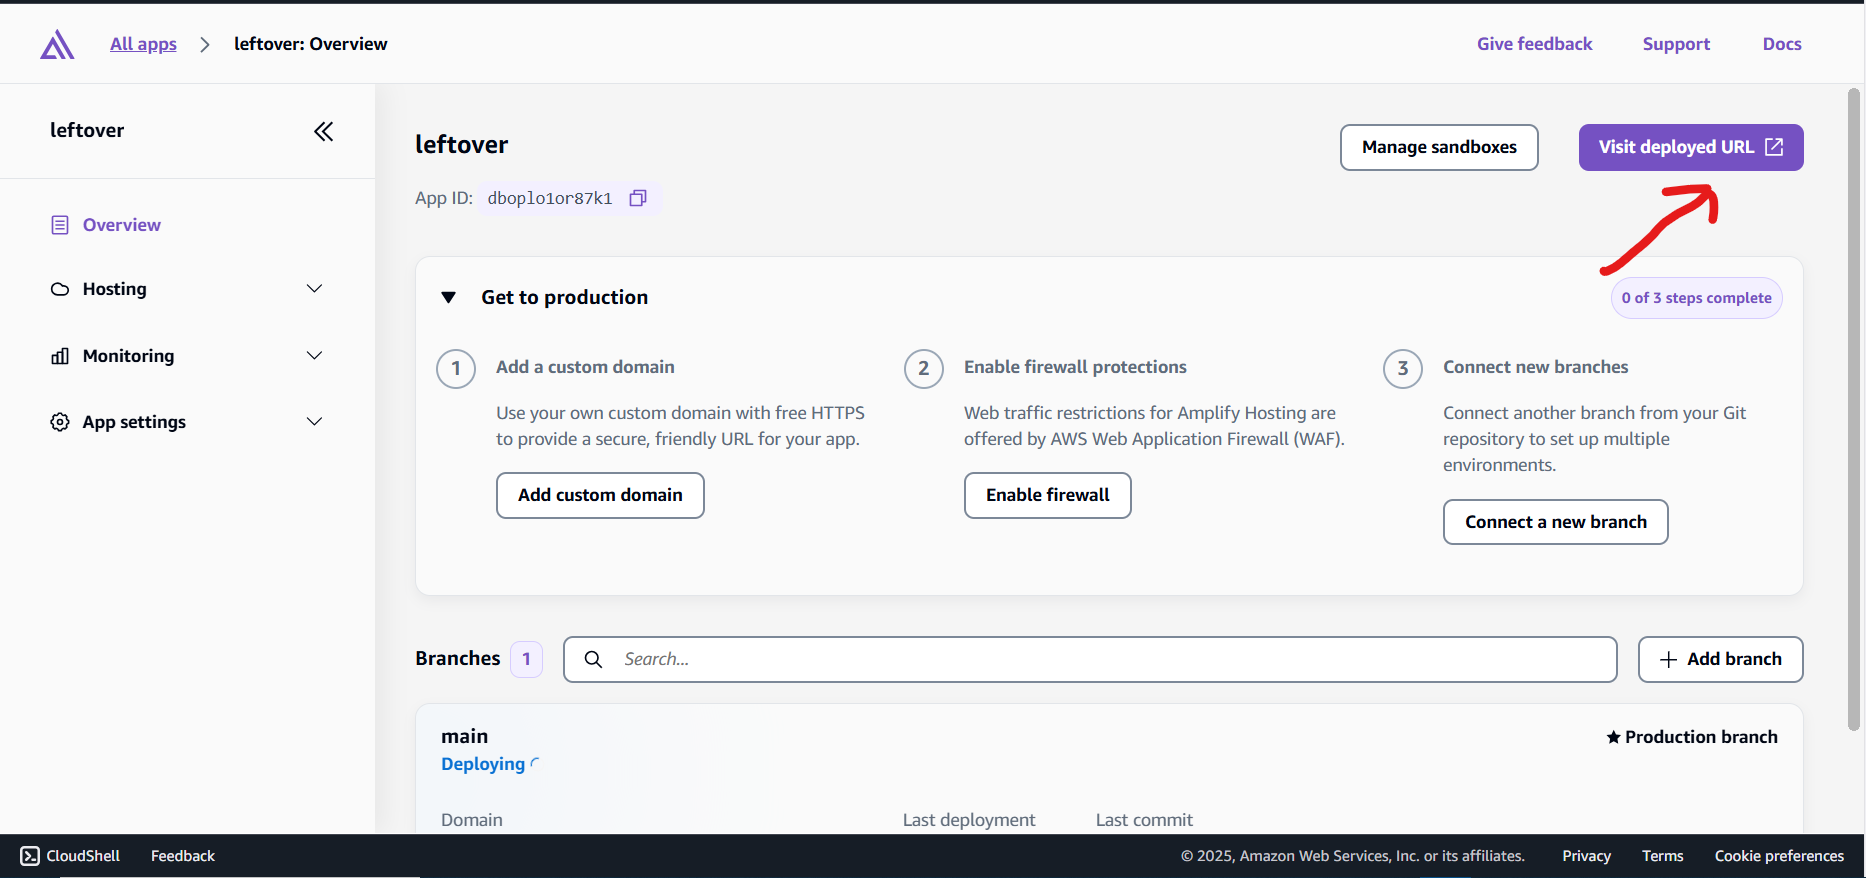 All apps
leftover: Overview
Give feedback
Support
Docs
leftover
Overview
Hosting
Monitoring
App settings
leftover
App ID: dboplo1or87k1
Manage sandboxes
Visit deployed URL
Get to production
0 of 3 steps complete
1
Add a custom domain
Use your own custom domain with free HTTPS
to provide a secure, friendly URL for your app.
Add custom domain
2
Enable firewall protections
Web traffic restrictions for Amplify Hosting are
offered by AWS Web Application Firewall (WAF).
Enable firewall
3
Connect new branches
Connect another branch from your Git
repository to set up multiple
environments.
Connect a new branch
Branches 1
Search...
Add branch
main
Deploying
Production branch
Domain
Last deployment
Last commit
CloudShell
Feedback
© 2025, Amazon Web Services, Inc. or its affiliates.
Privacy
Terms
Cookie preferences